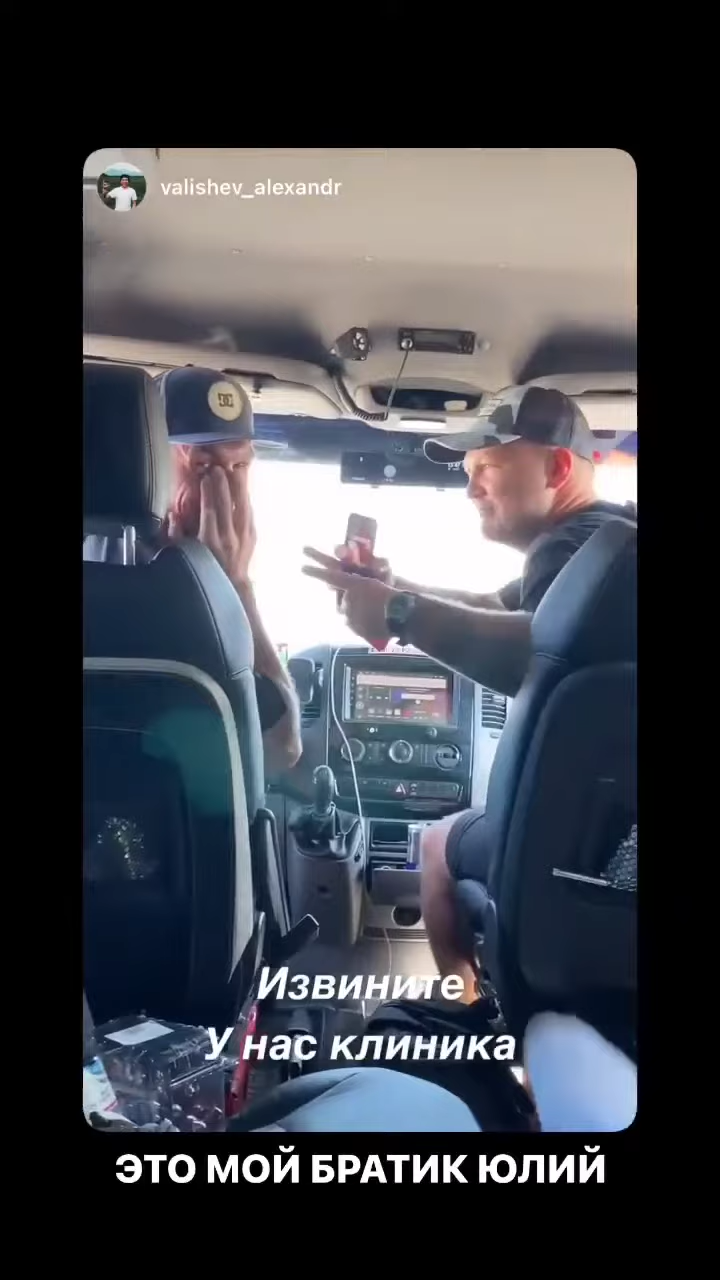 valishev_alexandr
Извините
У нас клиника
ЭТО МОЙ БРАТИК ЮЛИЙ